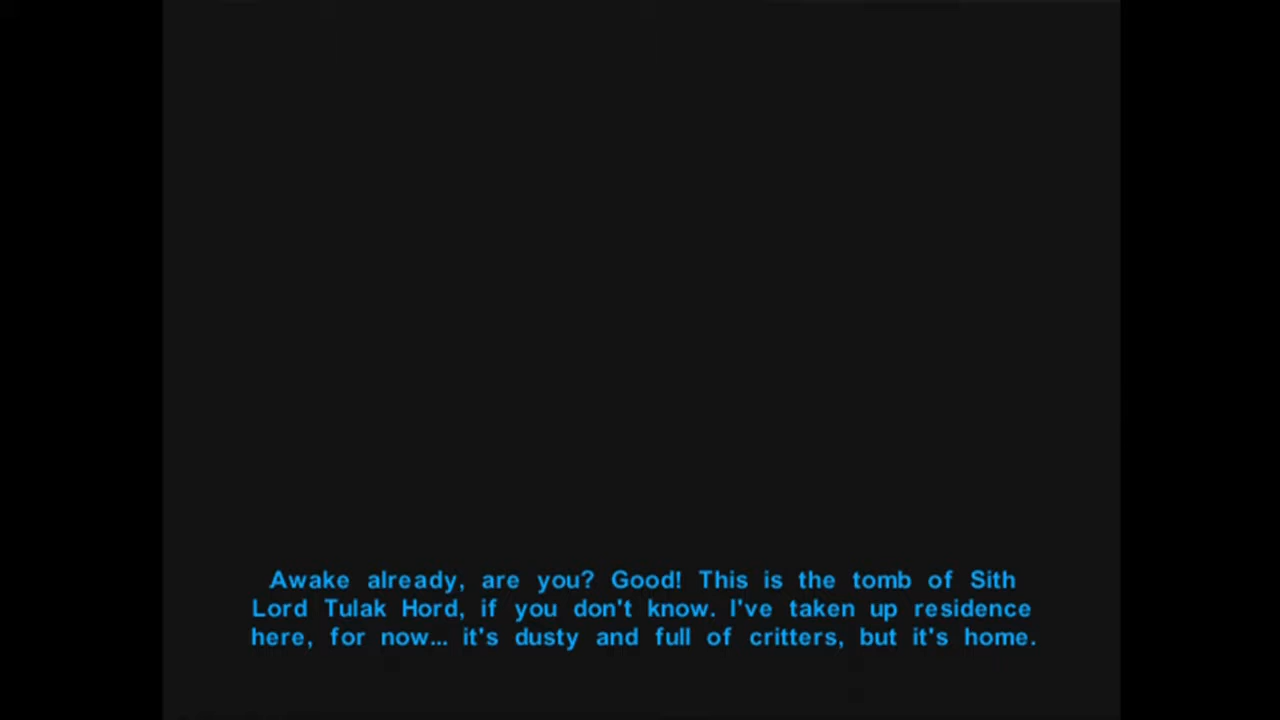 Awake already, are you? Good! This is the tomb of Sith
Lord Tulak Hord, if you don't know. I've taken up residence
here, for now... it's dusty and full of critters, but it's home.